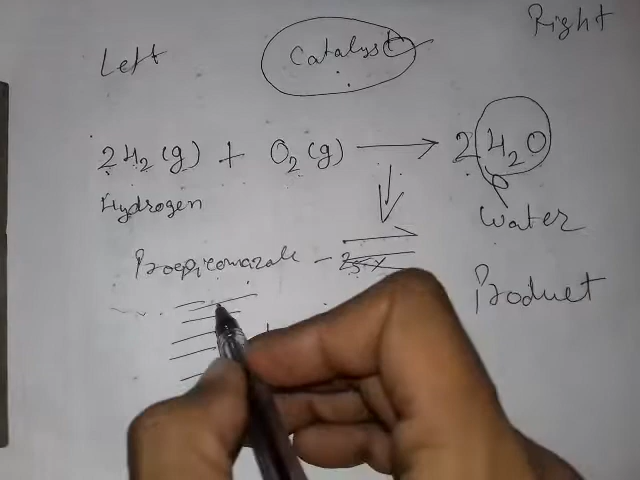 Left
Catalyst
Right
2H₂(g) + O₂(g) → 2H₂O
Hydrogen
Water
Product